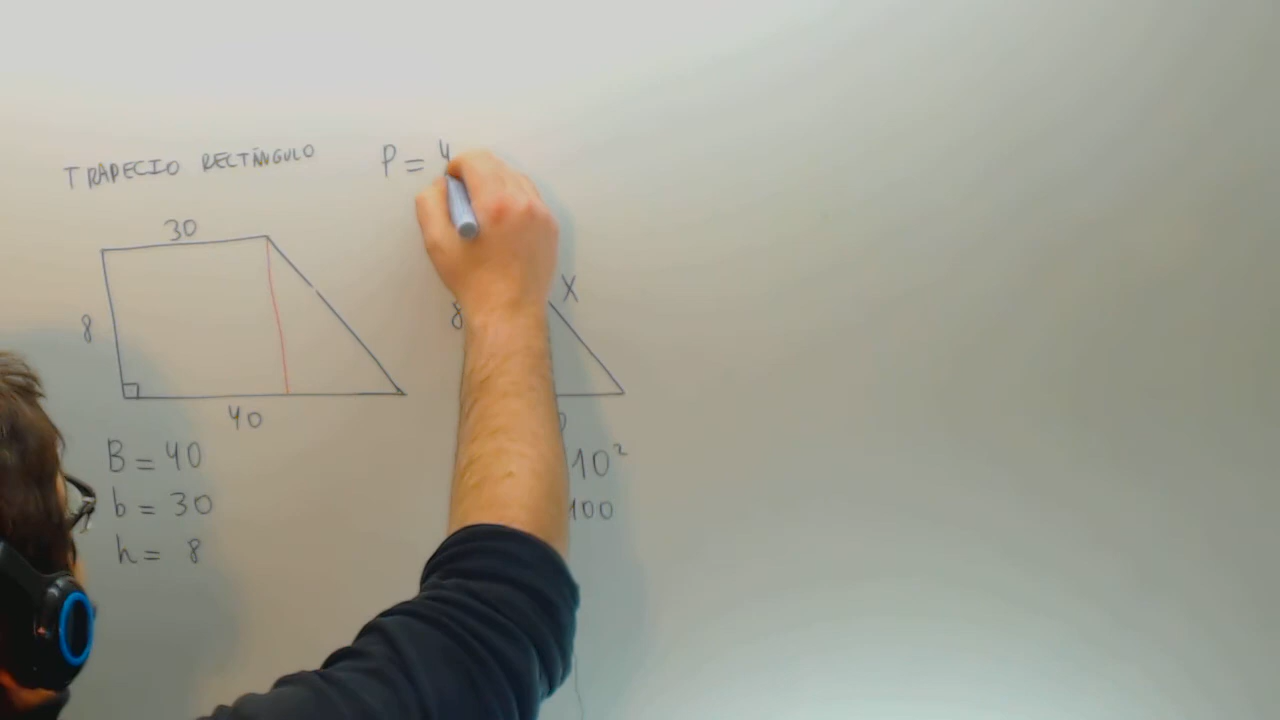 TRAPECIO RECTÁNGULO
P = 4
30
8
40
B = 40
b = 30
h = 8
8
X
10²
100